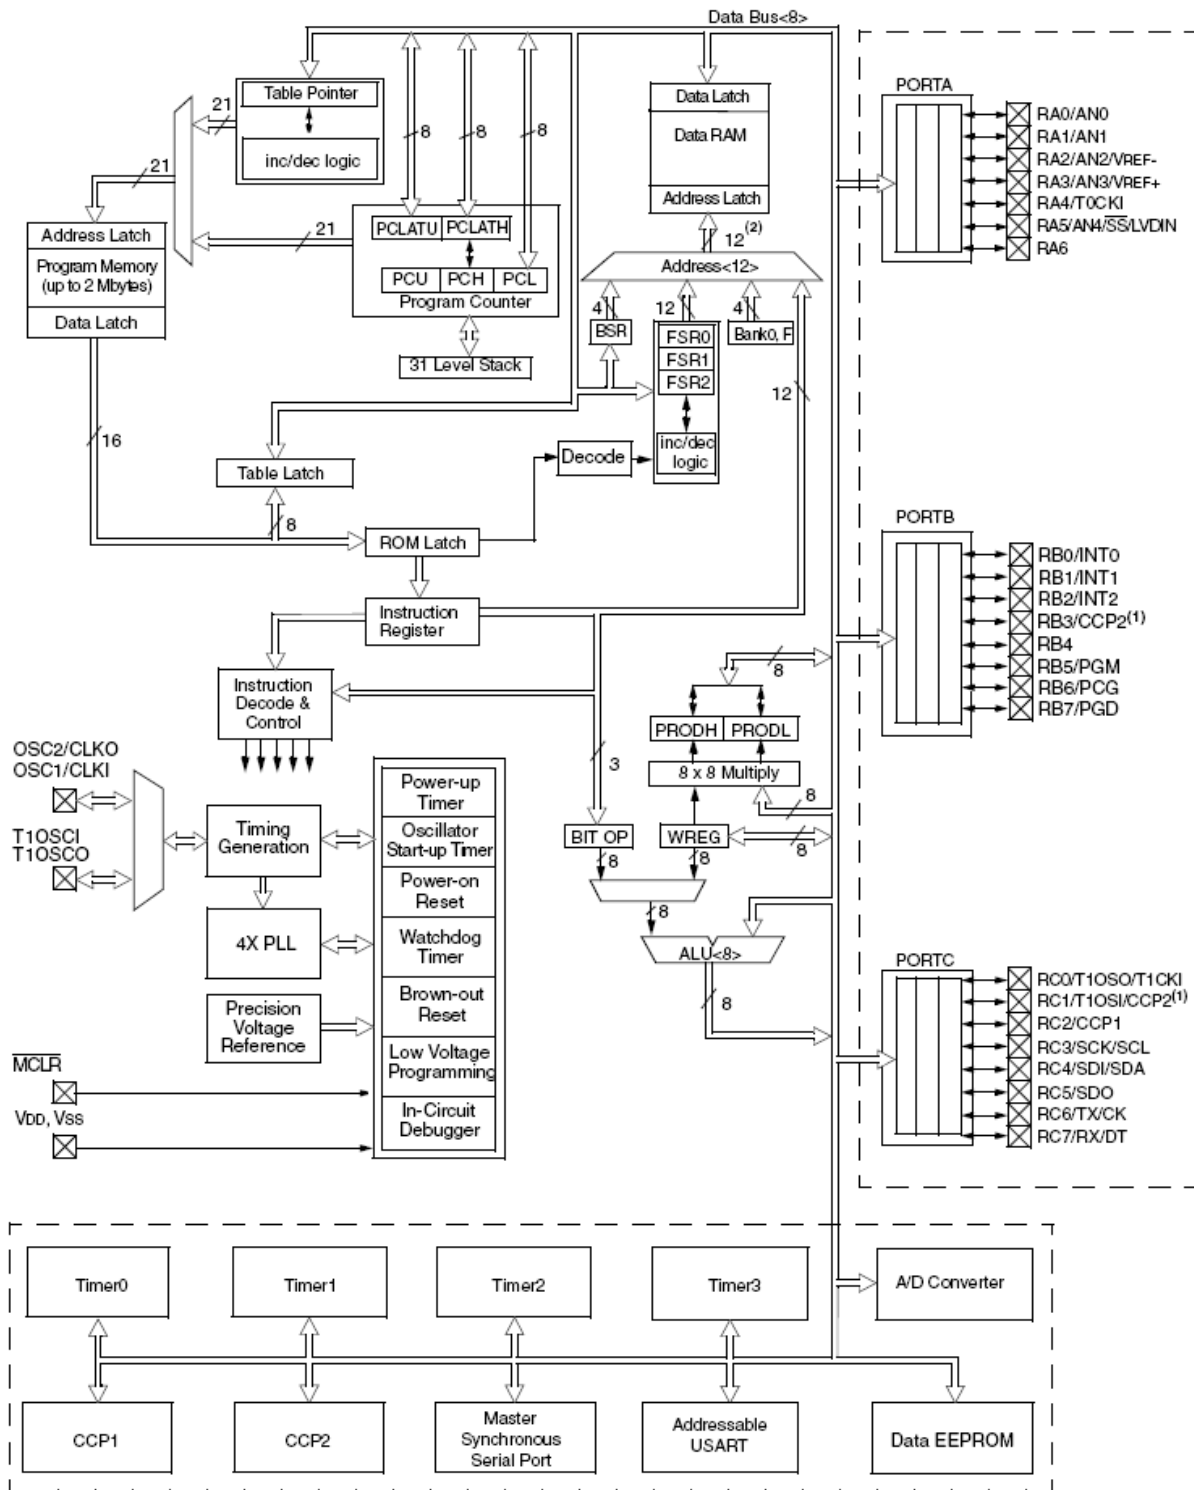 Data Bus<8>
Table Pointer
inc/dec logic
21
21
21
8
8
8
PCLATU PCLATH
PCU PCH PCL
Program Counter
31 Level Stack
Address Latch
Program Memory
(up to 2 Mbytes)
Data Latch
16
Data Latch
Data RAM
Address Latch
12(2)
Address<12>
4
12
4
BSR
FSR0
FSR1
FSR2
inc/dec
logic
Bank0, F
12
Decode
Table Latch
8
ROM Latch
Instruction
Register
Instruction
Decode &
Control
OSC2/CLKO
OSC1/CLKI
T1OSCI
T1OSCO
Timing
Generation
4X PLL
Precision
Voltage
Reference
MCLR
VDD, VSS
Power-up
Timer
Oscillator
Start-up Timer
Power-on
Reset
Watchdog
Timer
Brown-out
Reset
Low Voltage
Programming
In-Circuit
Debugger
8
PRODH PRODL
8 x 8 Multiply
3
8
BIT OP
WREG
8
8
8
8
ALU<8>
8
PORTA
RA0/AN0
RA1/AN1
RA2/AN2/VREF-
RA3/AN3/VREF+
RA4/T0CKI
RA5/AN4/SS/LVDIN
RA6
PORTB
RB0/INT0
RB1/INT1
RB2/INT2
RB3/CCP2(1)
RB4
RB5/PGM
RB6/PCG
RB7/PGD
PORTC
RC0/T1OSO/T1CKI
RC1/T1OSI/CCP2(1)
RC2/CCP1
RC3/SCK/SCL
RC4/SDI/SDA
RC5/SDO
RC6/TX/CK
RC7/RX/DT
Timer0
Timer1
Timer2
Timer3
A/D Converter
CCP1
CCP2
Master
Synchronous
Serial Port
Addressable
USART
Data EEPROM